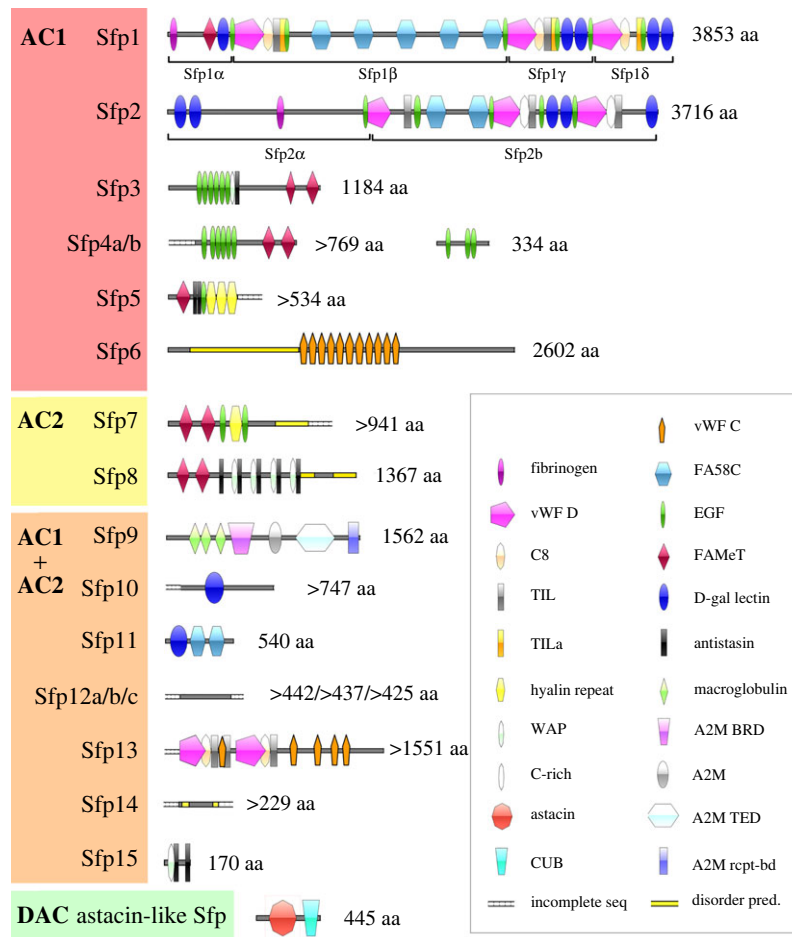 AC1 Sfp1 3853 aa
Sfp1α Sfp1β Sfp1γ Sfp1δ
Sfp2 3716 aa
Sfp2α Sfp2b
Sfp3 1184 aa
Sfp4a/b >769 aa 334 aa
Sfp5 >534 aa
Sfp6 2602 aa
AC2 Sfp7 >941 aa
Sfp8 1367 aa
AC1 + AC2
Sfp9 1562 aa
Sfp10 >747 aa
Sfp11 540 aa
Sfp12a/b/c >442/>437/>425 aa
Sfp13 >1551 aa
Sfp14 >229 aa
Sfp15 170 aa
DAC astacin-like Sfp 445 aa
vWF C
fibrinogen FA58C
vWF D EGF
C8 FAMeT
TIL D-gal lectin
TILa antistasin
hyalin repeat macroglobulin
WAP A2M BRD
C-rich A2M
astacin A2M TED
CUB A2M rcpt-bd
incomplete seq disorder pred.